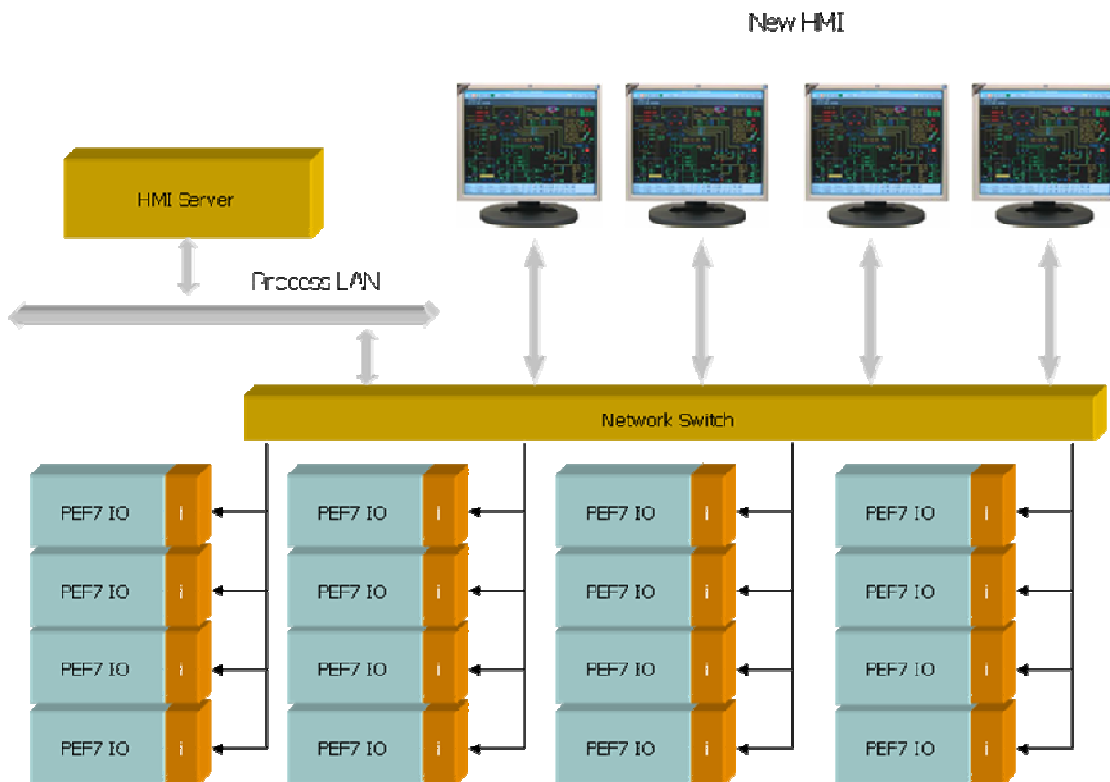 New HMI
HMI Server
Process LAN
Network Switch
PEF7 IO i PEF7 IO i PEF7 IO i PEF7 IO i
PEF7 IO i PEF7 IO i PEF7 IO i PEF7 IO i
PEF7 IO i PEF7 IO i PEF7 IO i PEF7 IO i
PEF7 IO i PEF7 IO i PEF7 IO i PEF7 IO i